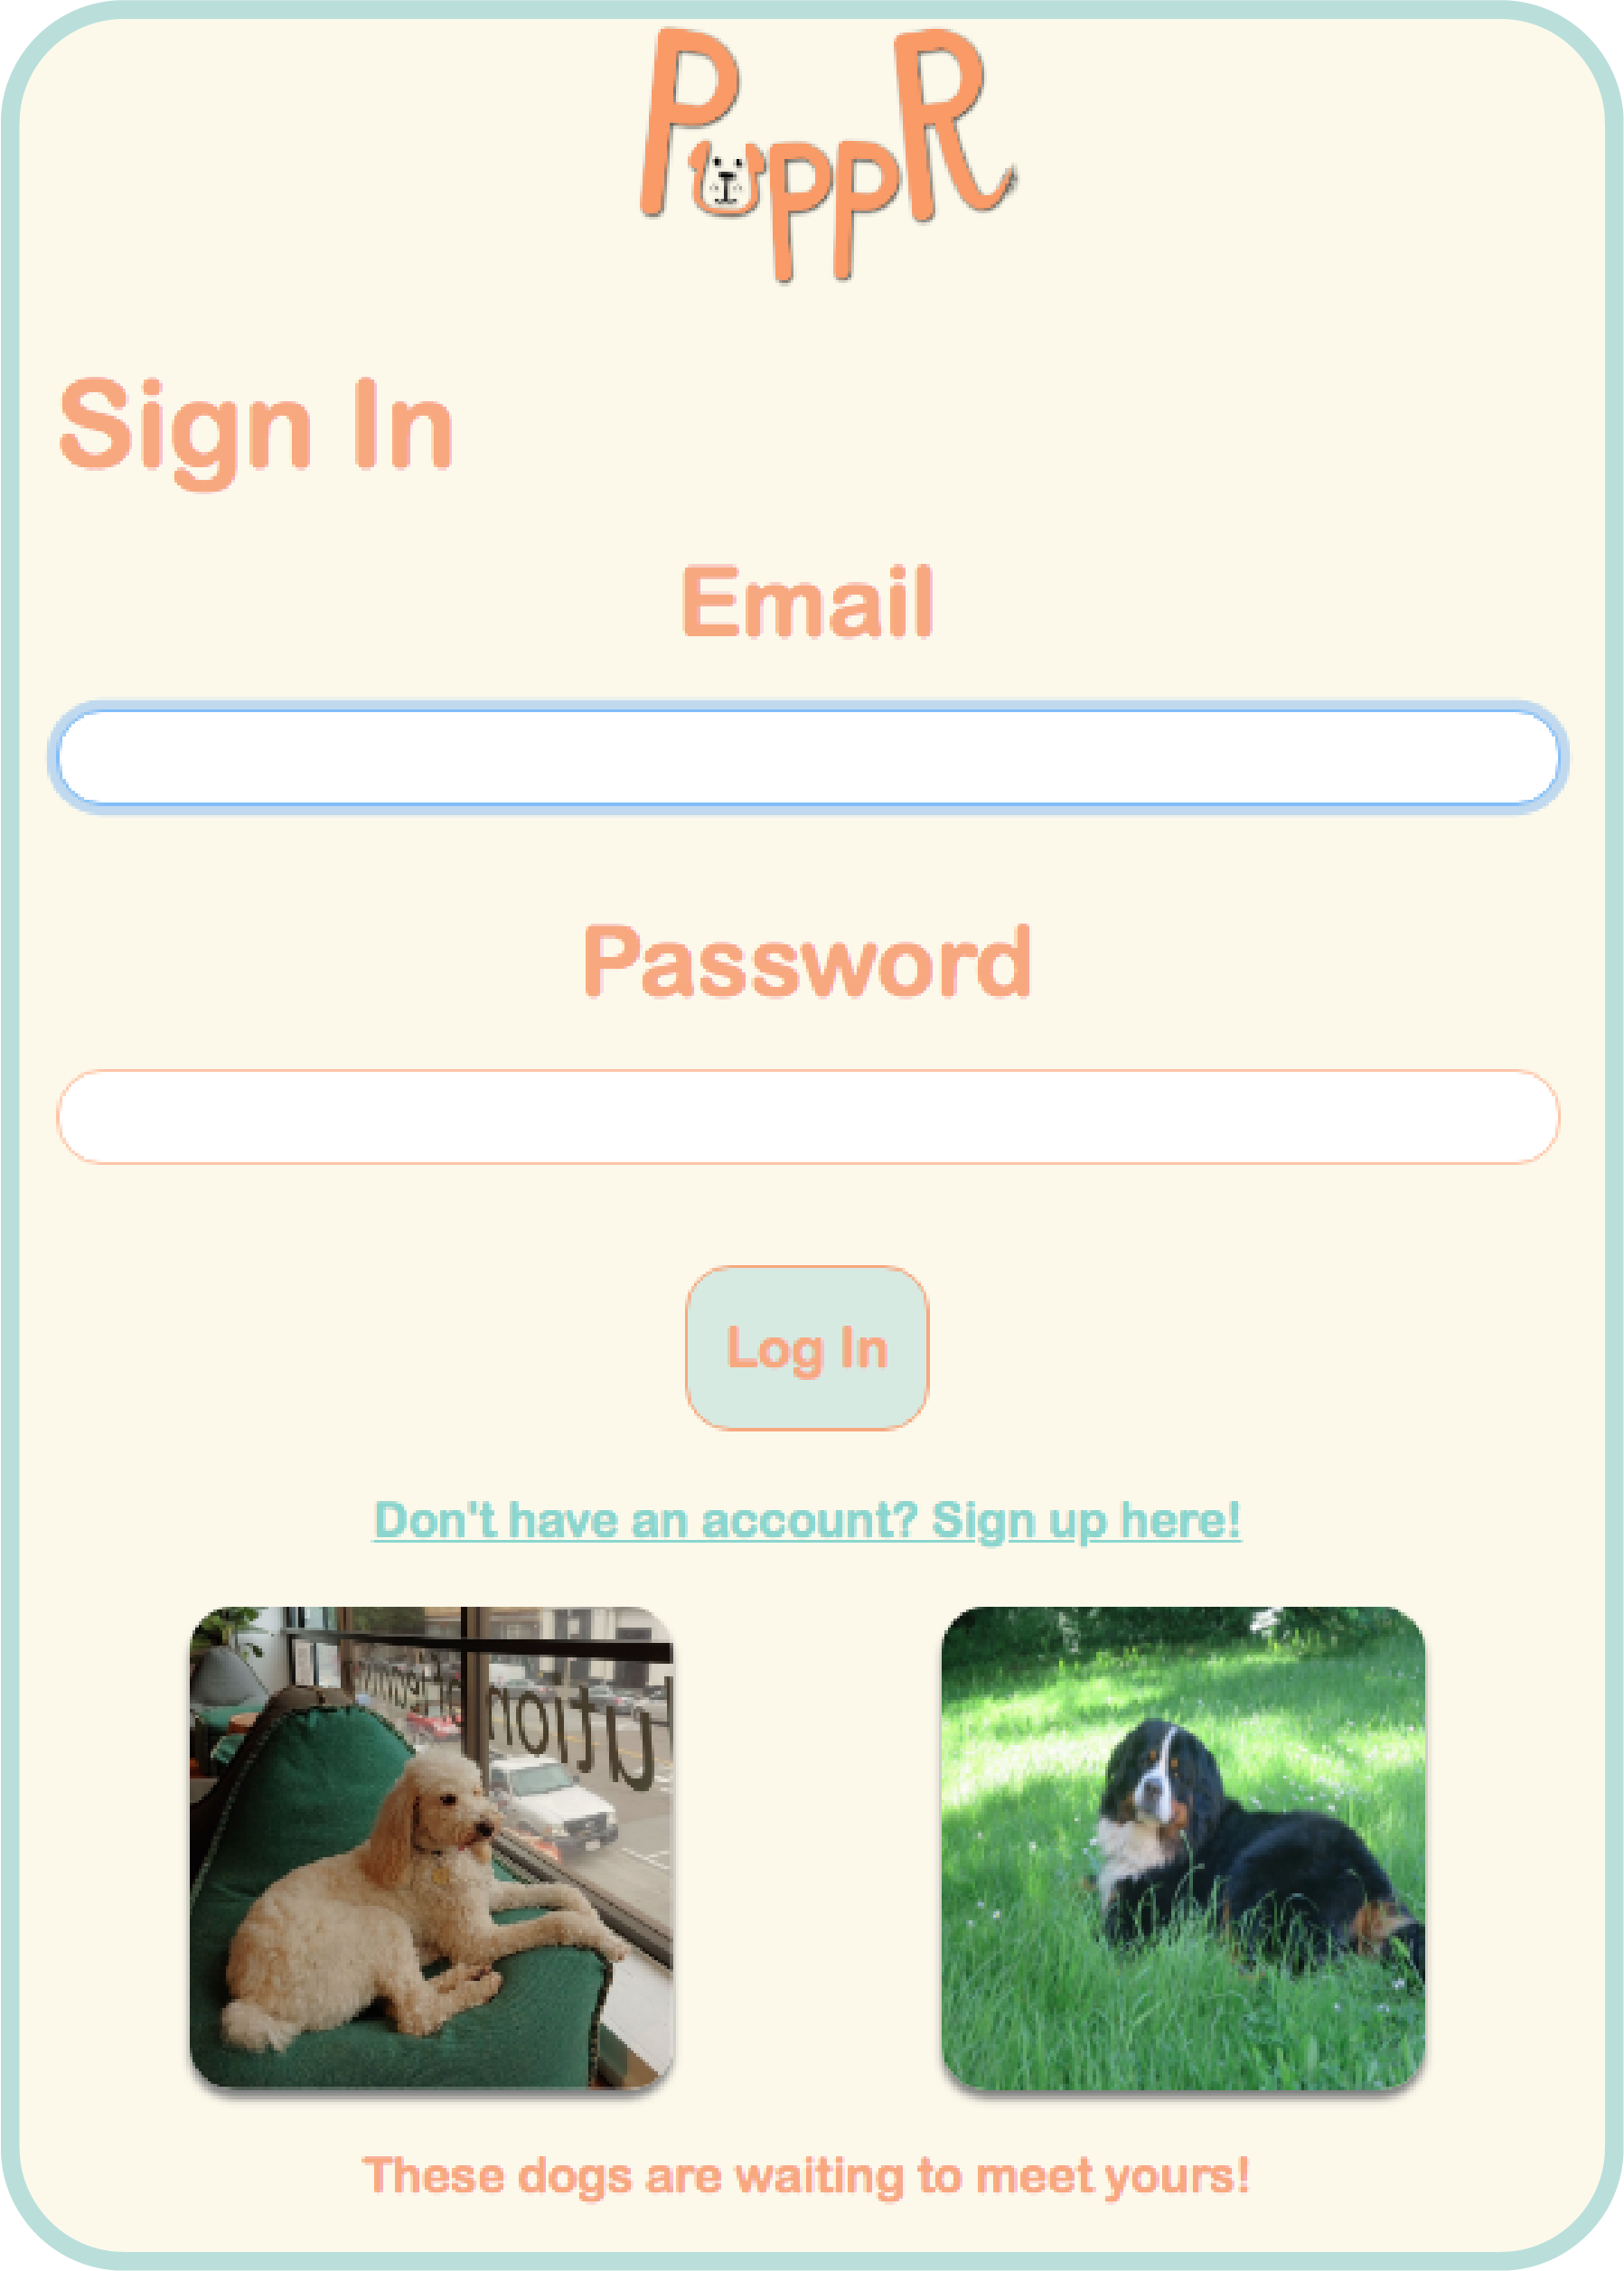 PuppR
Sign In
Email
Password
Log In
Don't have an account? Sign up here!
ution
These dogs are waiting to meet yours!